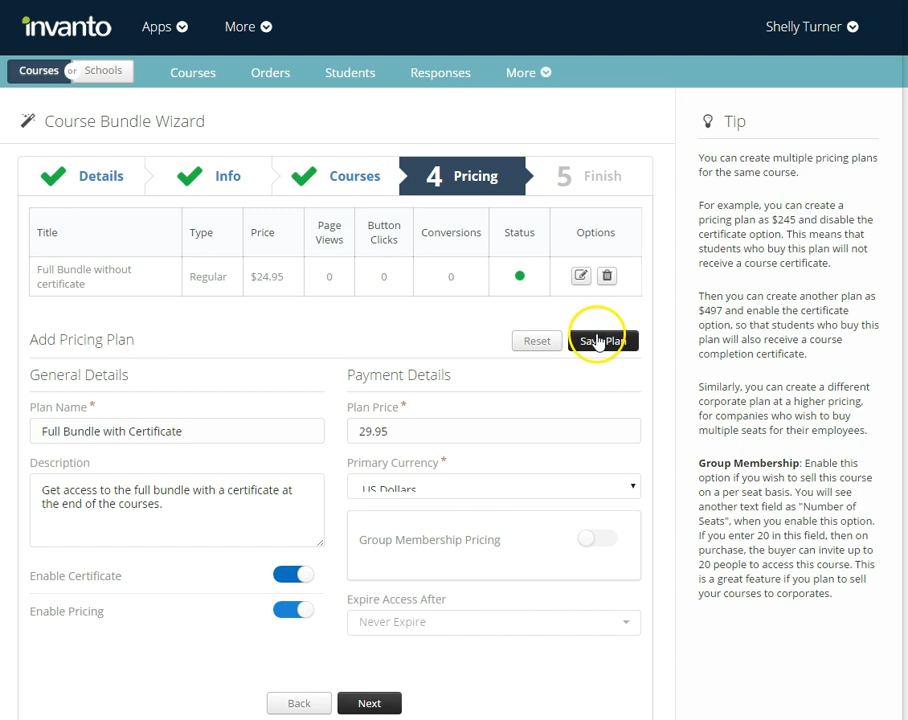 invanto
Apps
More
Shelly Turner
Courses or Schools
Courses
Orders
Students
Responses
More
Course Bundle Wizard
Details
Info
Courses
4 Pricing
5 Finish
Title
Type
Price
Page Views
Button Clicks
Conversions
Status
Options
Full Bundle without
certificate
Regular
$24.95
0
0
0
Add Pricing Plan
Reset
Save Plan
General Details
Payment Details
Plan Name *
Full Bundle with Certificate
Plan Price *
29.95
Description
Get access to the full bundle with a certificate at
the end of the courses.
Primary Currency *
US Dollars
Group Membership Pricing
Enable Certificate
Enable Pricing
Expire Access After
Never Expire
Back
Next
Tip
You can create multiple pricing plans
for the same course.
For example, you can create a
pricing plan as $245 and disable the
certificate option. This means that
students who buy this plan will not
receive a course certificate.
Then you can create another plan as
$497 and enable the certificate
option, so that students who buy this
plan will also receive a course
completion certificate.
Similarly, you can create a different
corporate plan at a higher pricing,
for companies who wish to buy
multiple seats for their employees.
Group Membership: Enable this
option if you wish to sell this course
on a per seat basis. You will see
another text field as "Number of
Seats", when you enable this option.
If you enter 20 in this field, then on
purchase, the buyer can invite up to
20 people to access this course. This
is a great feature if you plan to sell
your courses to corporates.